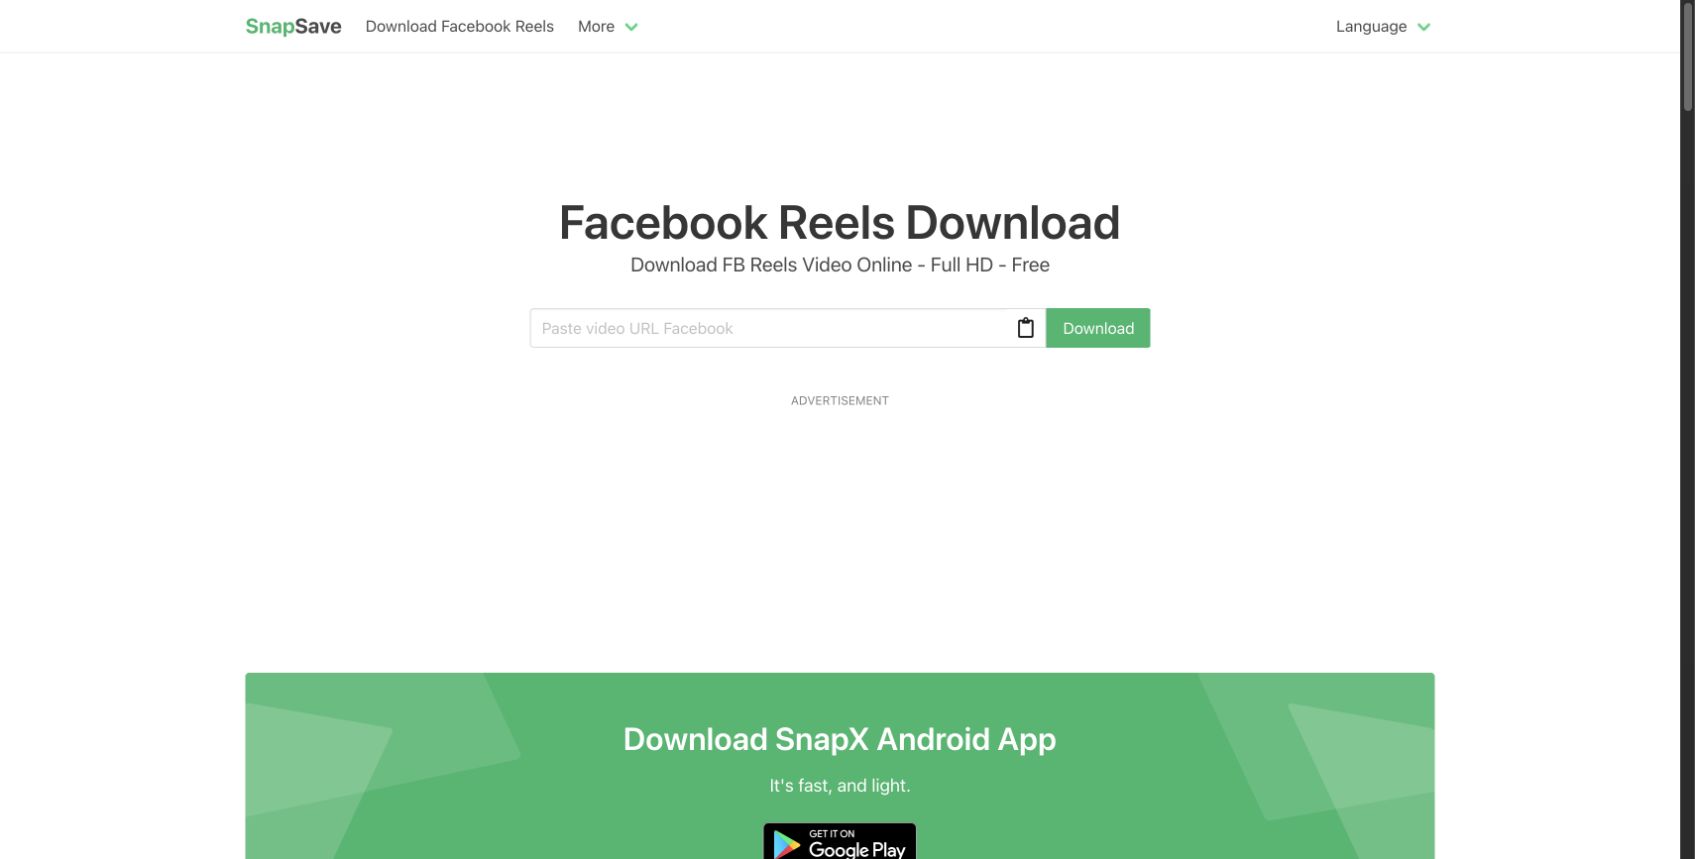 SnapSave Download Facebook Reels More Language
Facebook Reels Download
Download FB Reels Video Online - Full HD - Free
Paste video URL Facebook Download
ADVERTISEMENT
Download SnapX Android App
It's fast, and light.
GET IT ON
Google Play